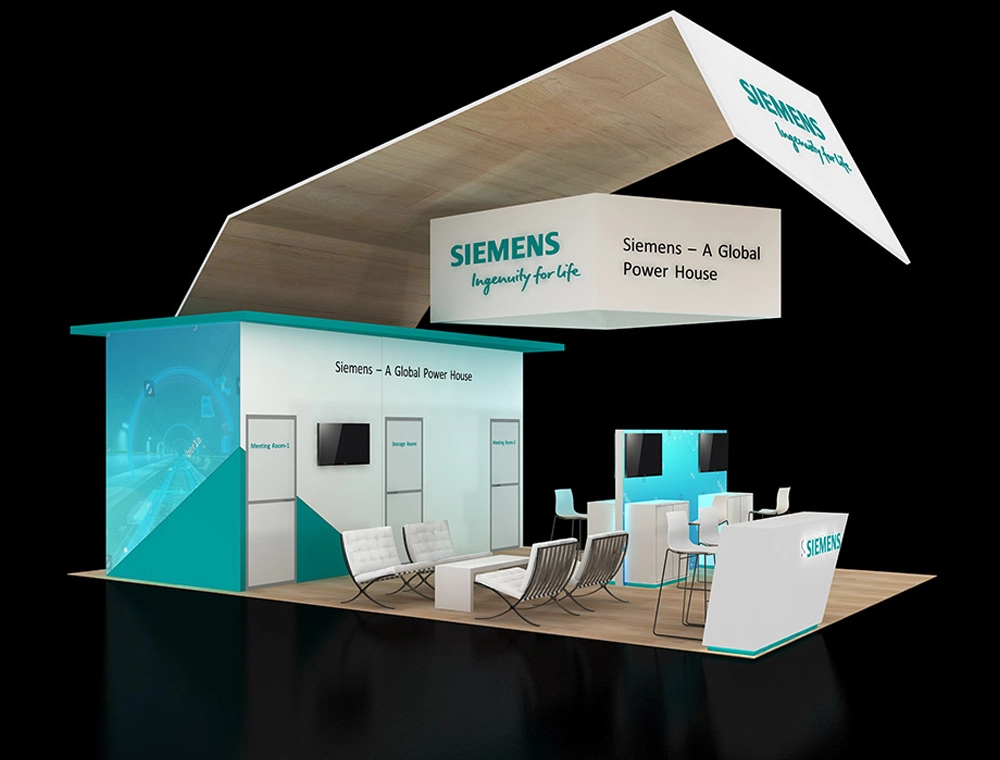 SIEMENS
Ingenuity for life
SIEMENS
Ingenuity for life
Siemens – A Global
Power House
Siemens – A Global Power House
Meeting Room-1
Storage Room
Meeting Room-2
SIEMENS